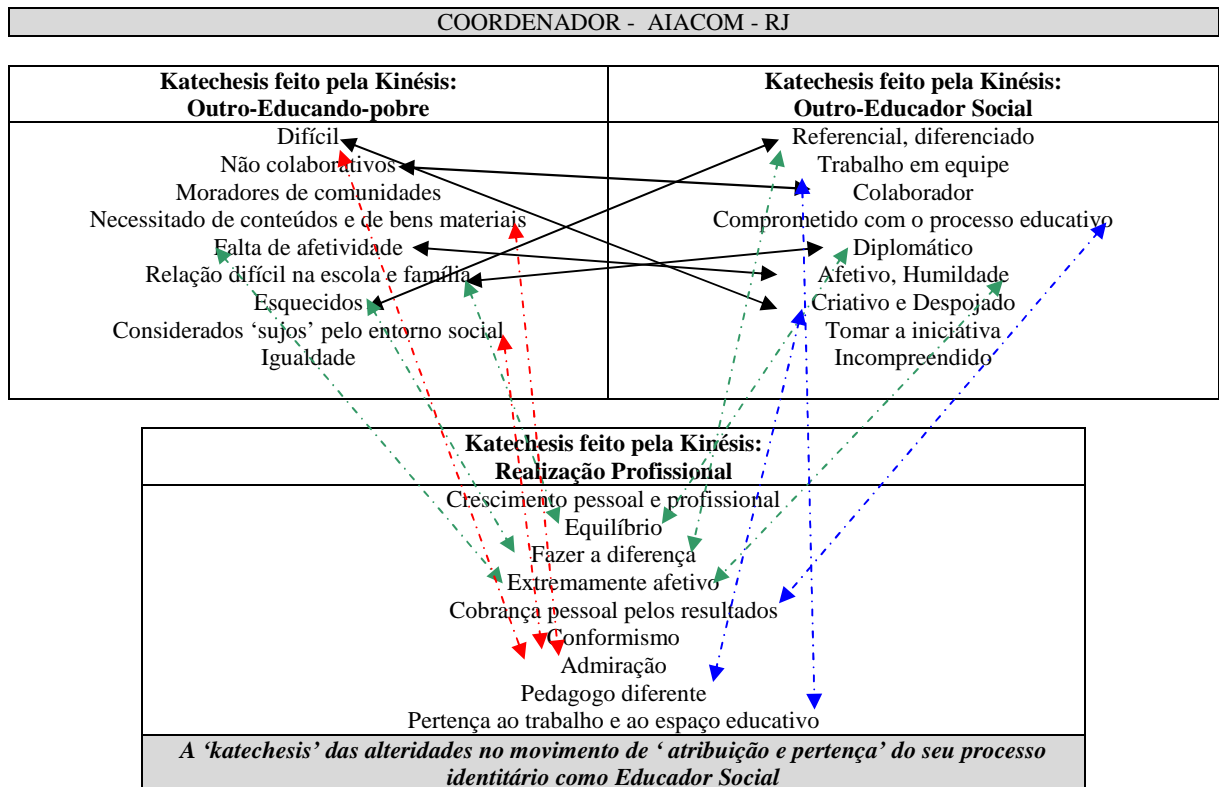 COORDENADOR - AIACOM - RJ
Katechesis feito pela Kinésis:
Outro-Educando-pobre
Difícil
Não colaborativos
Moradores de comunidades
Necessitado de conteúdos e de bens materiais
Falta de afetividade
Relação difícil na escola e família
Esquecidos
Considerados ‘sujos’ pelo entorno social
Igualdade
Katechesis feito pela Kinésis:
Outro-Educador Social
Referencial, diferenciado
Trabalho em equipe
Colaborador
Comprometido com o processo educativo
Diplomático
Afetivo, Humildade
Criativo e Despojado
Tomar a iniciativa
Incompreendido
Katechesis feito pela Kinésis:
Realização Profissional
Crescimento pessoal e profissional
Equilíbrio
Fazer a diferença
Extremamente afetivo
Cobrança pessoal pelos resultados
Conformismo
Admiração
Pedagogo diferente
Pertença ao trabalho e ao espaço educativo
A ‘katechesis’ das alteridades no movimento de ‘ atribuição e pertença’ do seu processo
identitário como Educador Social